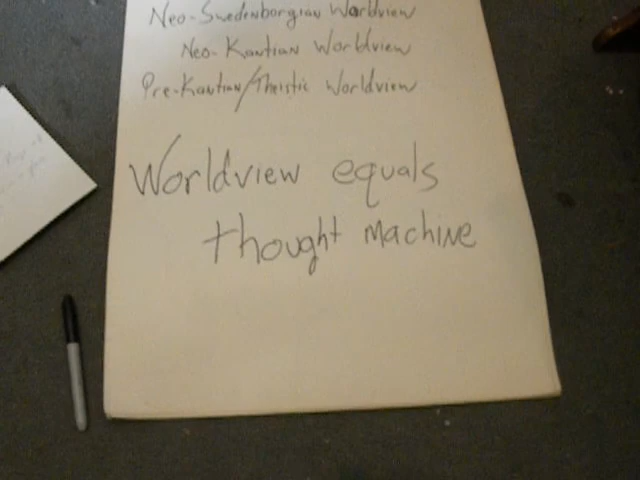 Neo-Swedenborgian Worldview
Neo-Kantian Worldview
Pre-Kantian/Theistic Worldview
Worldview equals
thought machine